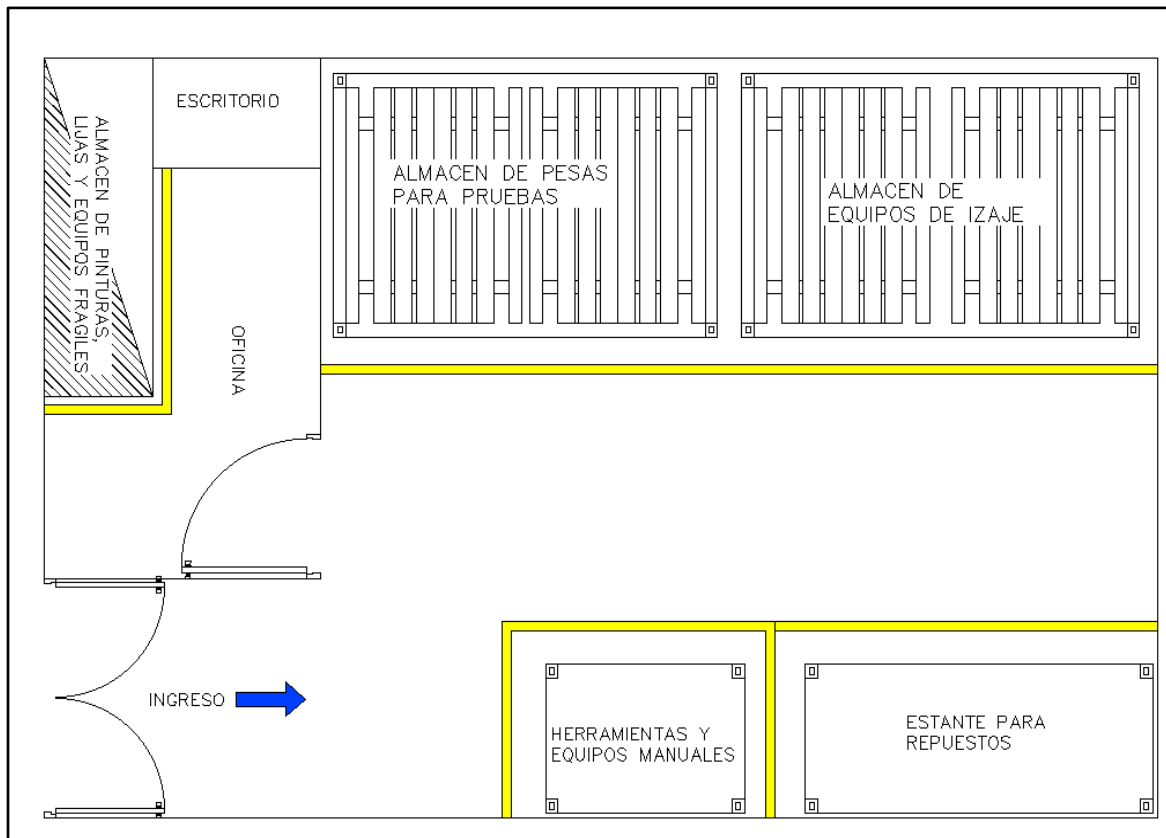 ESCRITORIO
ALMACEN DE PINTURAS,
LIJAS Y EQUIPOS FRAGILES
ALMACEN DE PESAS
PARA PRUEBAS
ALMACEN DE
EQUIPOS DE IZAJE
OFICINA
INGRESO
HERRAMIENTAS Y
EQUIPOS MANUALES
ESTANTE PARA
REPUESTOS